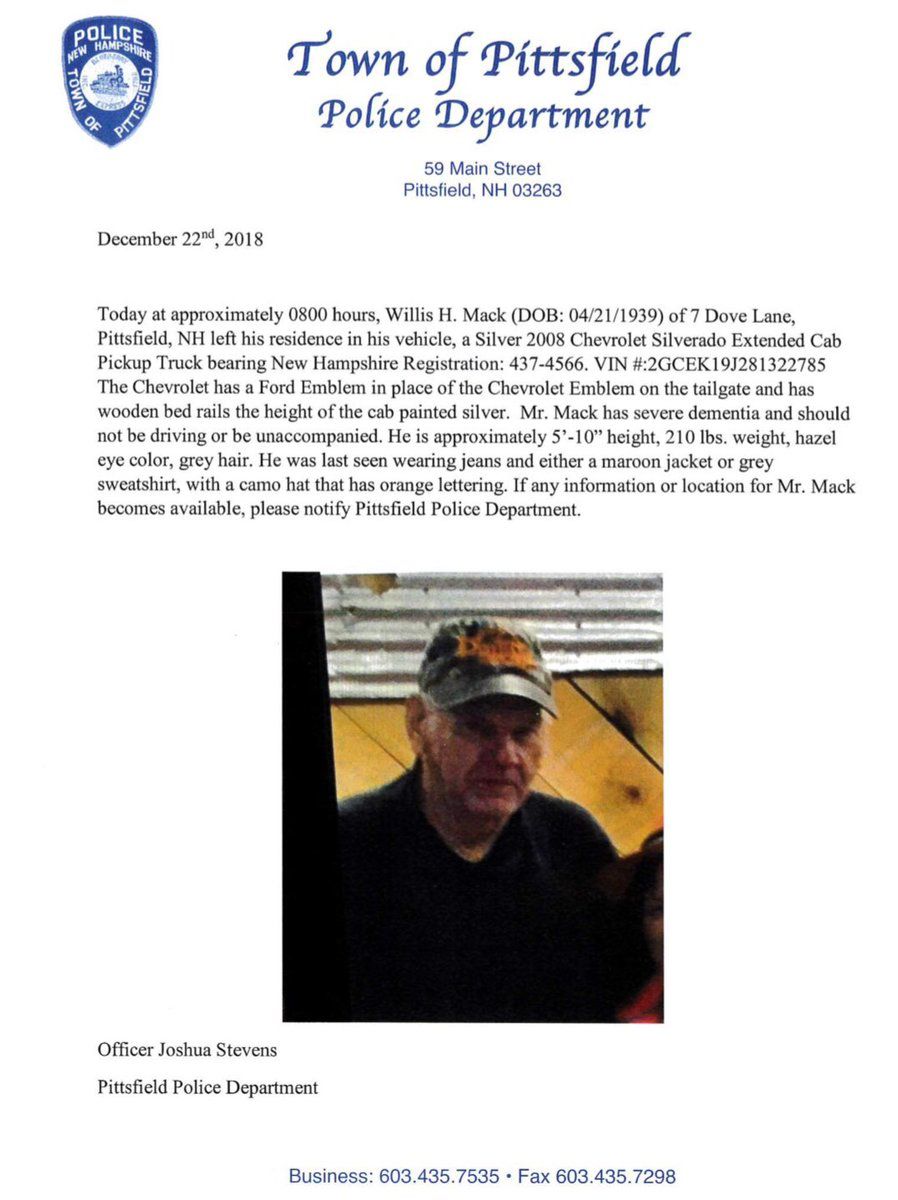 POLICE
NEW HAMPSHIRE
TOWN OF PITTSFIELD
Town of Pittsfield
Police Department
59 Main Street
Pittsfield, NH 03263
December 22nd, 2018
Today at approximately 0800 hours, Willis H. Mack (DOB: 04/21/1939) of 7 Dove Lane,
Pittsfield, NH left his residence in his vehicle, a Silver 2008 Chevrolet Silverado Extended Cab
Pickup Truck bearing New Hampshire Registration: 437-4566. VIN #:2GCEK19J281322785
The Chevrolet has a Ford Emblem in place of the Chevrolet Emblem on the tailgate and has
wooden bed rails the height of the cab painted silver.  Mr. Mack has severe dementia and should
not be driving or be unaccompanied. He is approximately 5’-10” height, 210 lbs. weight, hazel
eye color, grey hair. He was last seen wearing jeans and either a maroon jacket or grey
sweatshirt, with a camo hat that has orange lettering. If any information or location for Mr. Mack
becomes available, please notify Pittsfield Police Department.
Officer Joshua Stevens
Pittsfield Police Department
Business: 603.435.7535 • Fax 603.435.7298